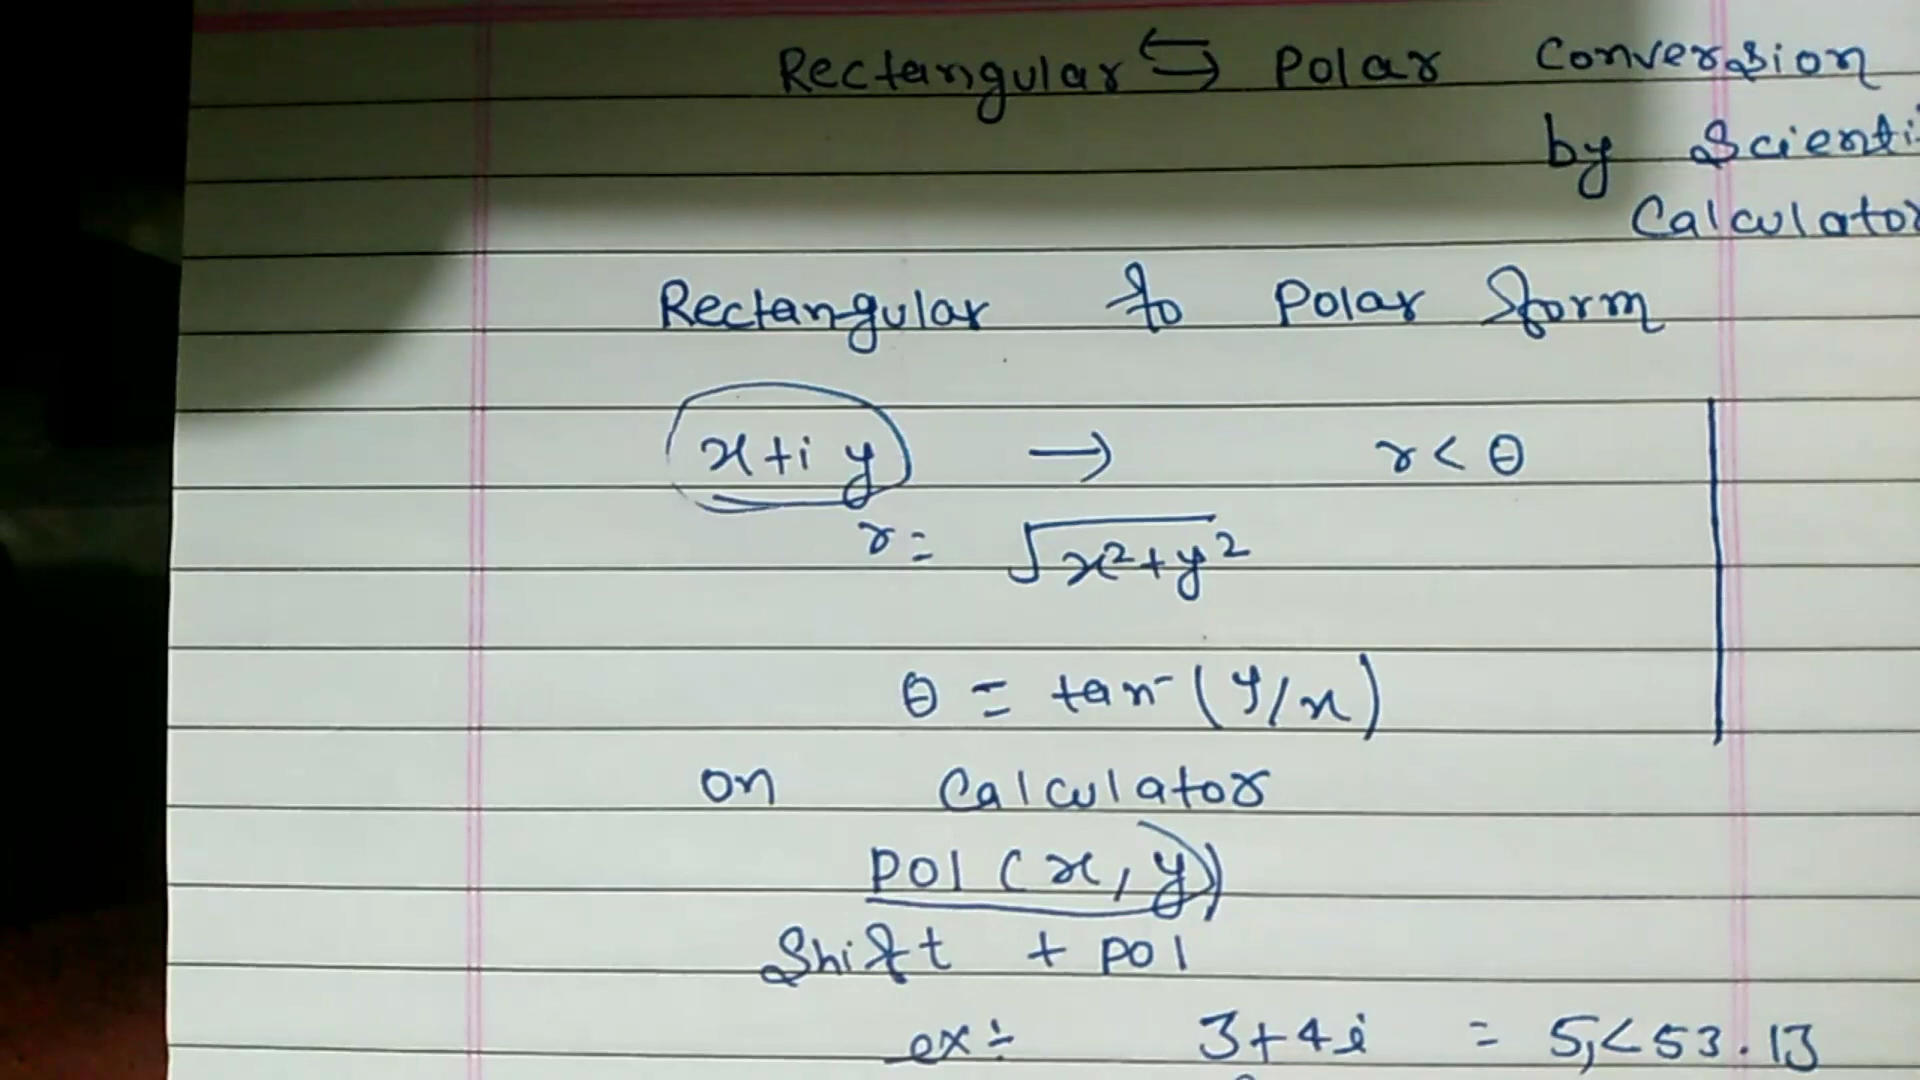 Rectangular ⇆ Polar Conversion
by Scienti
Calculator
Rectangular to Polar form
x+iy → r<θ
r= √x²+y²
θ = tan⁻(y/x)
on Calculator
Pol(x,y)
Shift + Pol
ex÷ 3+4i = 5,<53.13